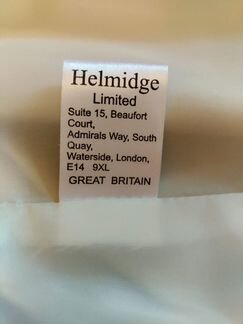 Helmidge
Limited
Suite 15, Beaufort
Court,
Admirals Way, South
Quay,
Waterside, London,
E14 9XL
GREAT BRITAIN